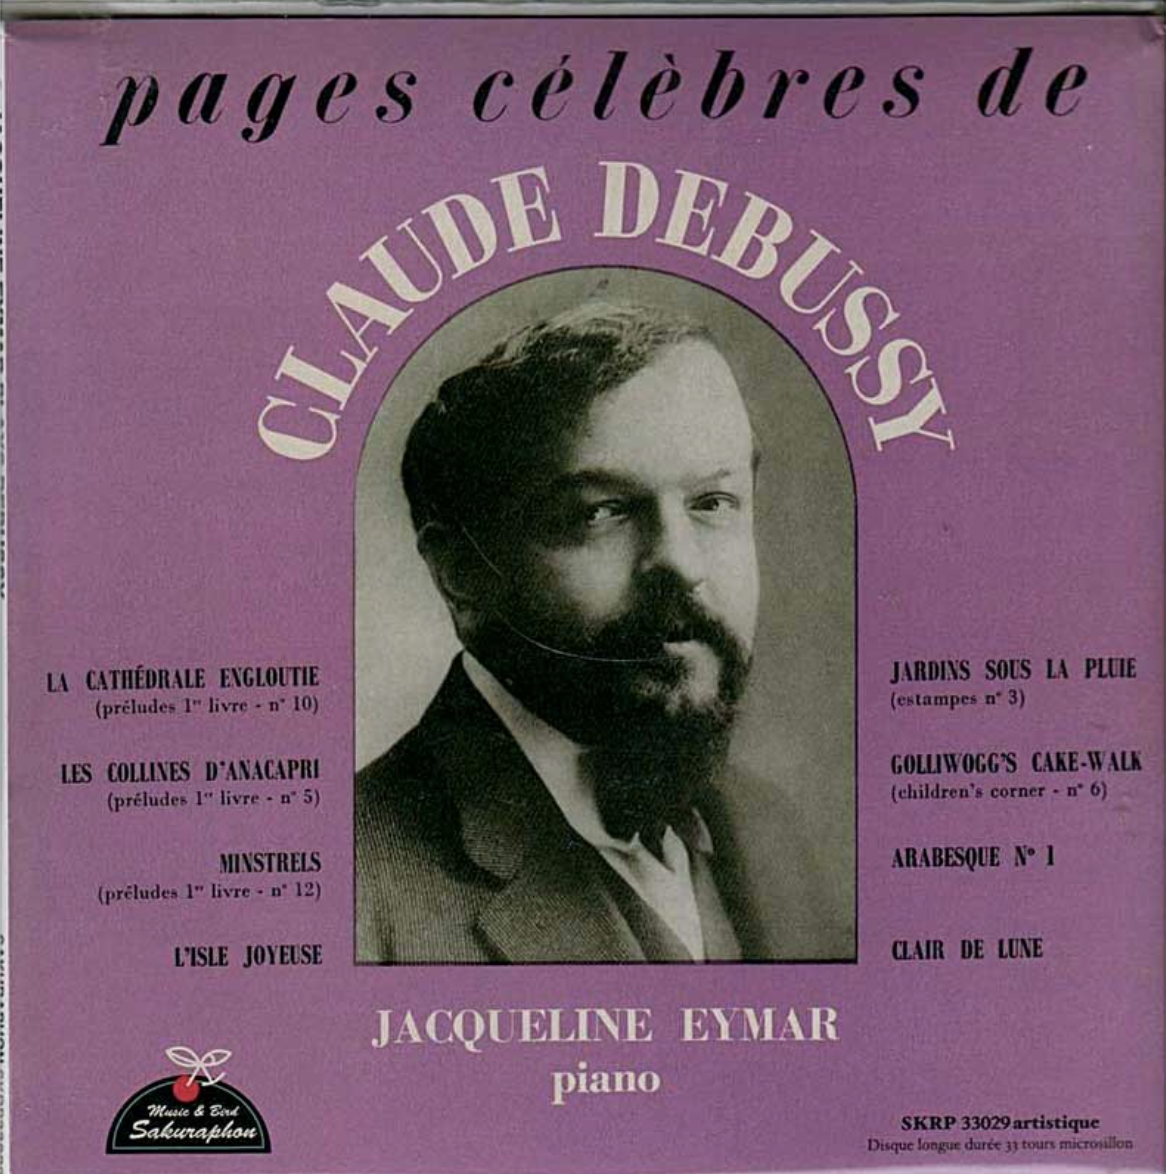 pages célèbres de
CLAUDE DEBUSSY
LA CATHÉDRALE ENGLOUTIE
(préludes 1er livre - n° 10)
LES COLLINES D'ANACAPRI
(préludes 1er livre - n° 5)
MINSTRELS
(préludes 1er livre - n° 12)
L'ISLE JOYEUSE
JARDINS SOUS LA PLUIE
(estampes n° 3)
GOLLIWOGG'S CAKE-WALK
(children's corner - n° 6)
ARABESQUE N° 1
CLAIR DE LUNE
JACQUELINE EYMAR
piano
Music & Bird
Sakuraphon
SKRP 33029 artistique
Disque longue durée 33 tours microsillon